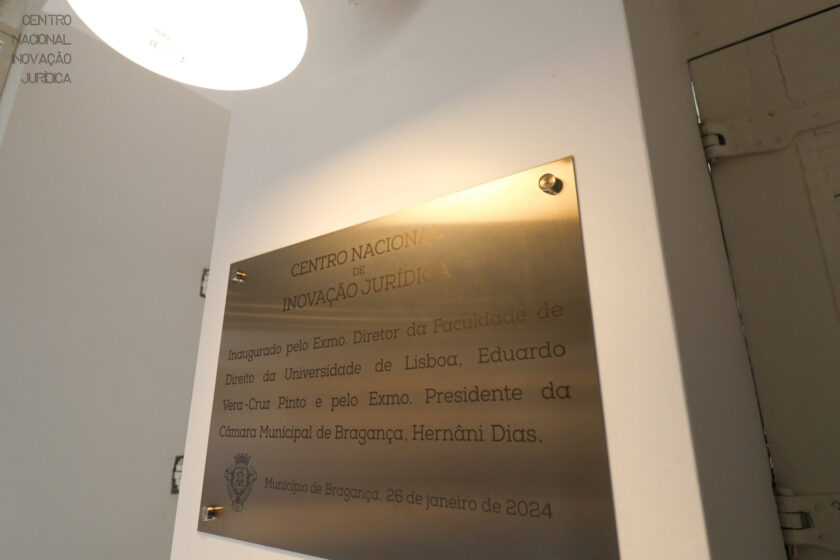 CENTRO
NACIONAL
INOVAÇÃO
JURÍDICA
CENTRO NACIONAL
DE
INOVAÇÃO JURÍDICA
Inaugurado pelo Exmo. Diretor da Faculdade de
Direito da Universidade de Lisboa, Eduardo
Vera-Cruz Pinto e pelo Exmo. Presidente da
Câmara Municipal de Bragança, Hernâni Dias.
Município de Bragança, 26 de janeiro de 2024